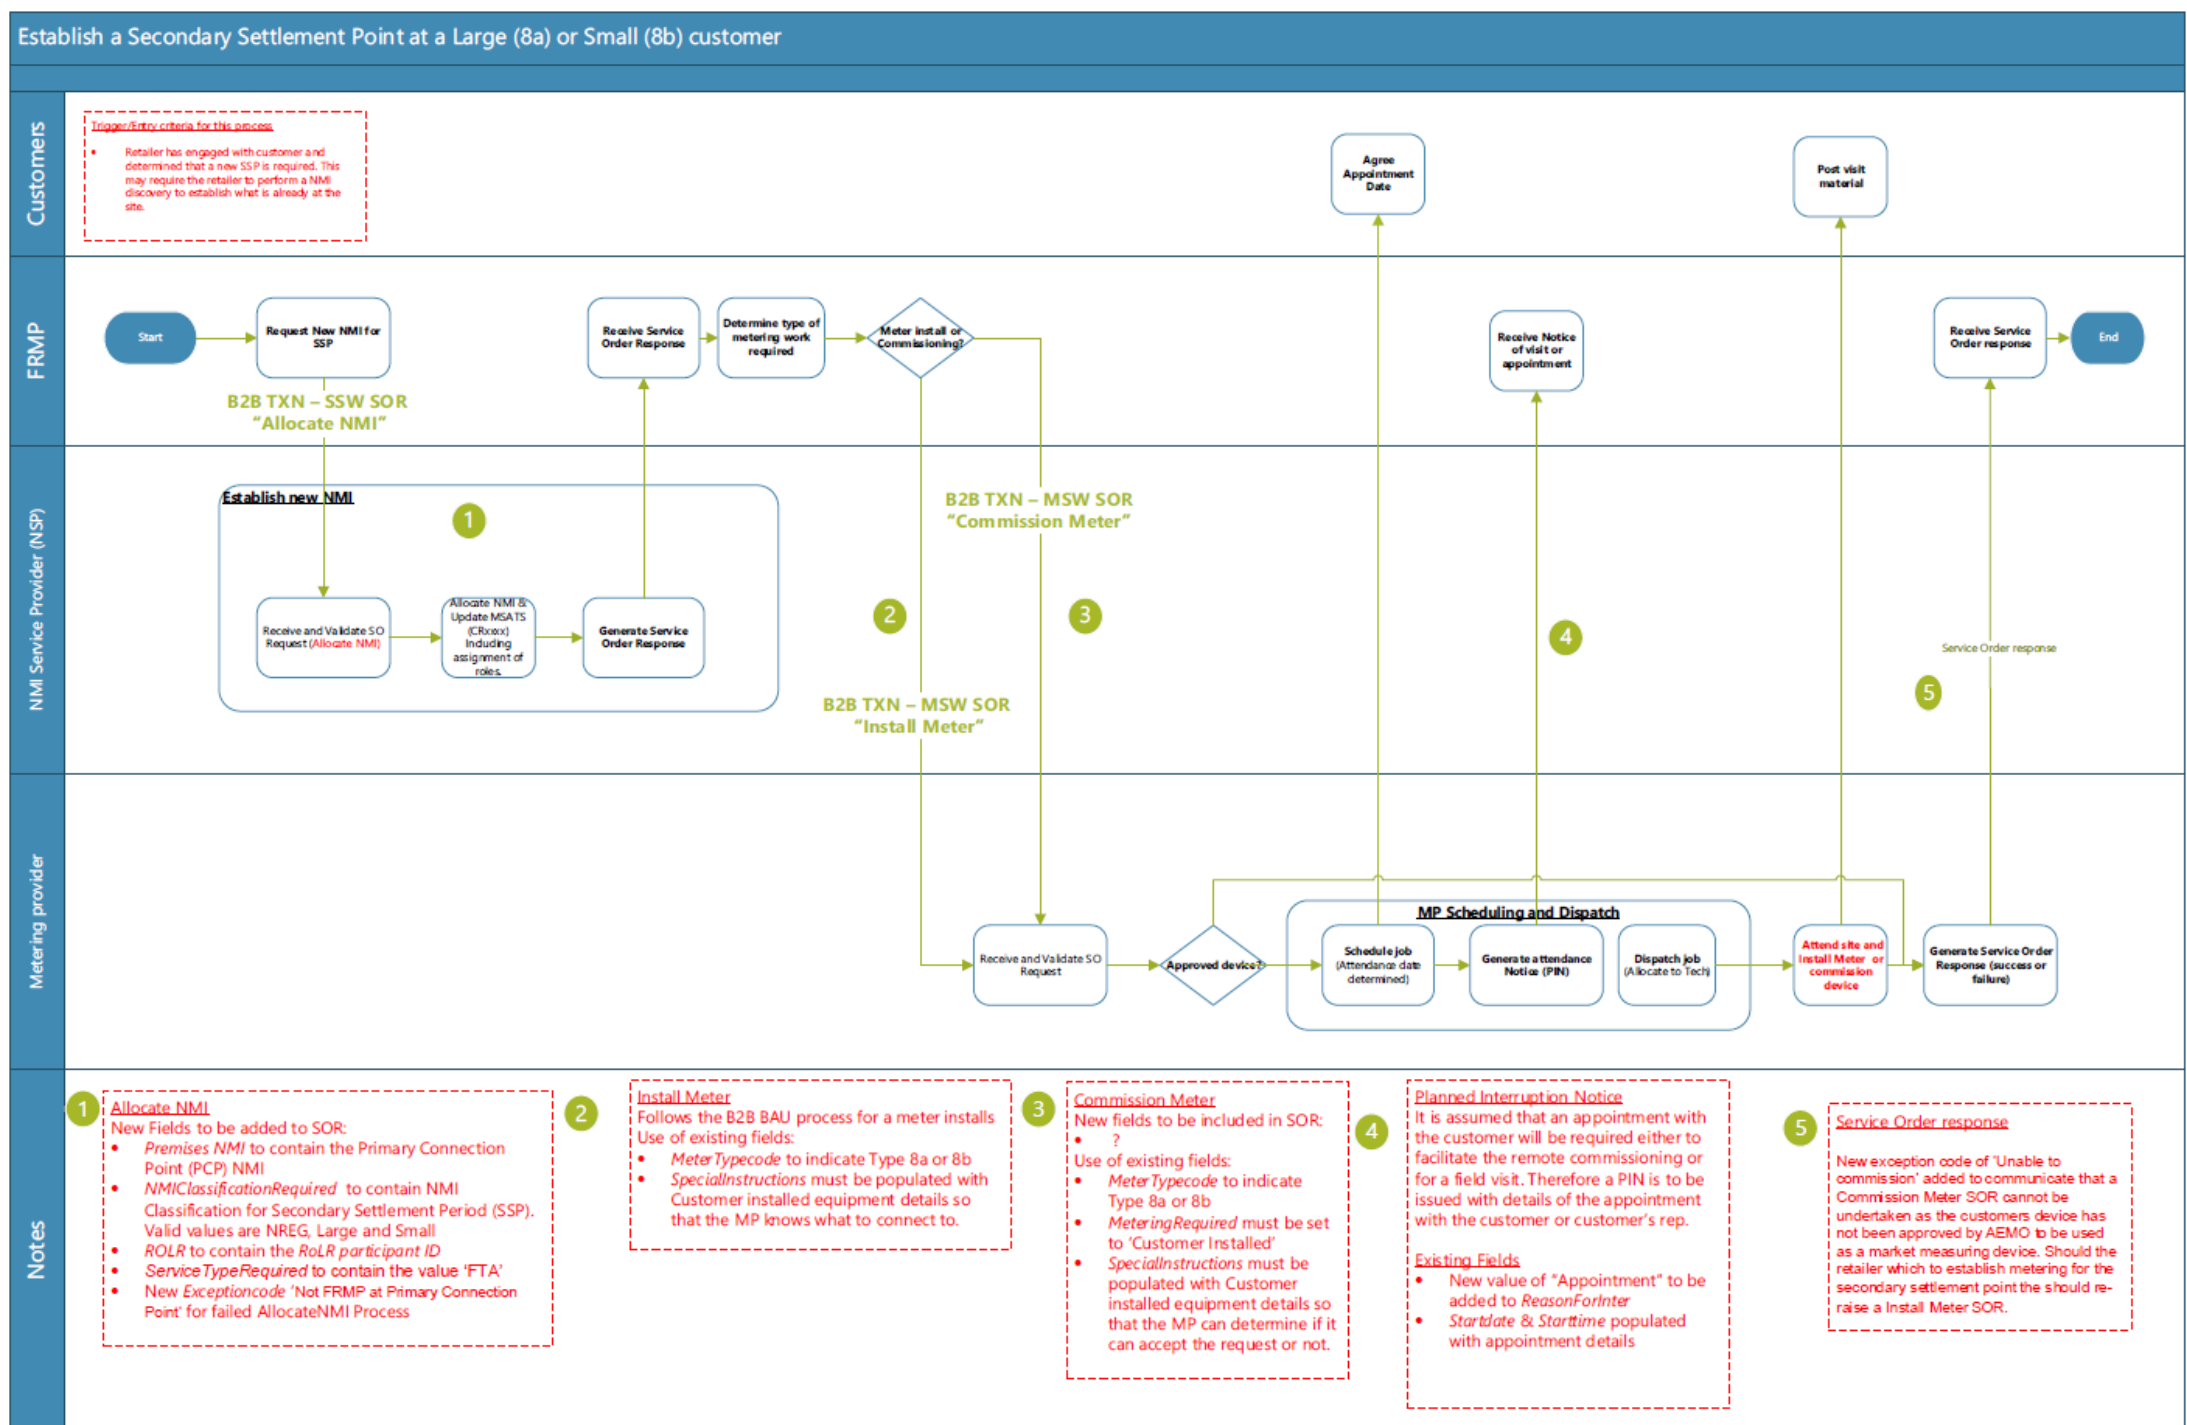 Establish a Secondary Settlement Point at a Large (8a) or Small (8b) customer
Customers
Trigger/Entry criteria for this process
• Retailer has engaged with customer and
determined that a new SSP is required. This
may require the retailer to perform a NMI
discovery to establish what is already at the
site.
Agree
Appointment
Date
Post visit
material
FRMP
Start
Request New NMI for
SSP
Receive Service
Order Response
Determine type of
metering work
required
Meter install or
Commissioning?
Receive Notice
of visit or
appointment
Receive Service
Order response
End
B2B TXN – SSW SOR
“Allocate NMI”
NMI Service Provider (NSP)
Establish new NMI
1
Receive and Validate SO
Request (Allocate NMI)
Allocate NMI &
Update MSATS
(CRxxxx)
Including
assignment of
roles.
Generate Service
Order Response
B2B TXN – MSW SOR
“Commission Meter”
2
3
4
B2B TXN – MSW SOR
“Install Meter”
Service Order response
5
Metering provider
Receive and Validate SO
Request
Approved device?
MP Scheduling and Dispatch
Schedule job
(Attendance date
determined)
Generate attendance
Notice (PIN)
Dispatch job
(Allocate to Tech)
Attend site and
Install Meter or
commission
device
Generate Service Order
Response (success or
failure)
Notes
1
Allocate NMI
New Fields to be added to SOR:
• Premises NMI to contain the Primary Connection
Point (PCP) NMI
• NMIClassificationRequired to contain NMI
Classification for Secondary Settlement Period (SSP).
Valid values are NREG, Large and Small
• ROLR to contain the RoLR participant ID
• ServiceTypeRequired to contain the value ‘FTA’
• New Exceptioncode ‘Not FRMP at Primary Connection
Point’ for failed AllocateNMI Process
2
Install Meter
Follows the B2B BAU process for a meter installs
Use of existing fields:
• MeterTypecode to indicate Type 8a or 8b
• SpecialInstructions must be populated with
Customer installed equipment details so
that the MP knows what to connect to.
3
Commission Meter
New fields to be included in SOR:
• ?
Use of existing fields:
• MeterTypecode to indicate
Type 8a or 8b
• MeteringRequired must be set
to ‘Customer Installed’
• SpecialInstructions must be
populated with Customer
installed equipment details so
that the MP can determine if it
can accept the request or not.
4
Planned Interruption Notice
It is assumed that an appointment with
the customer will be required either to
facilitate the remote commissioning or
for a field visit. Therefore a PIN is to be
issued with details of the appointment
with the customer or customer’s rep.
Existing Fields
• New value of “Appointment” to be
added to ReasonForInter
• Startdate & Starttime populated
with appointment details
5
Service Order response
New exception code of ‘Unable to
commission’ added to communicate that a
Commission Meter SOR cannot be
undertaken as the customers device has
not been approved by AEMO to be used
as a market measuring device. Should the
retailer which to establish metering for the
secondary settlement point the should re-
raise a Install Meter SOR.